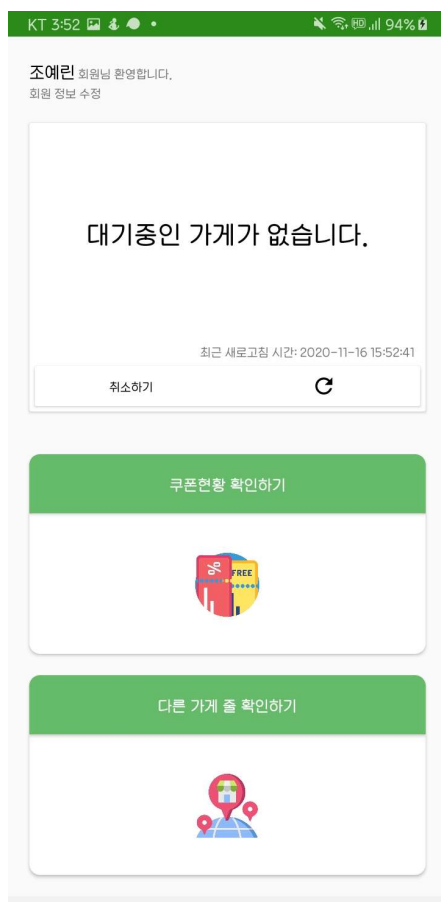 KT 3:52
94%
조예린 회원님 환영합니다.
회원 정보 수정
대기중인 가게가 없습니다.
최근 새로고침 시간: 2020-11-16 15:52:41
취소하기
쿠폰현황 확인하기
% FREE
다른 가게 줄 확인하기